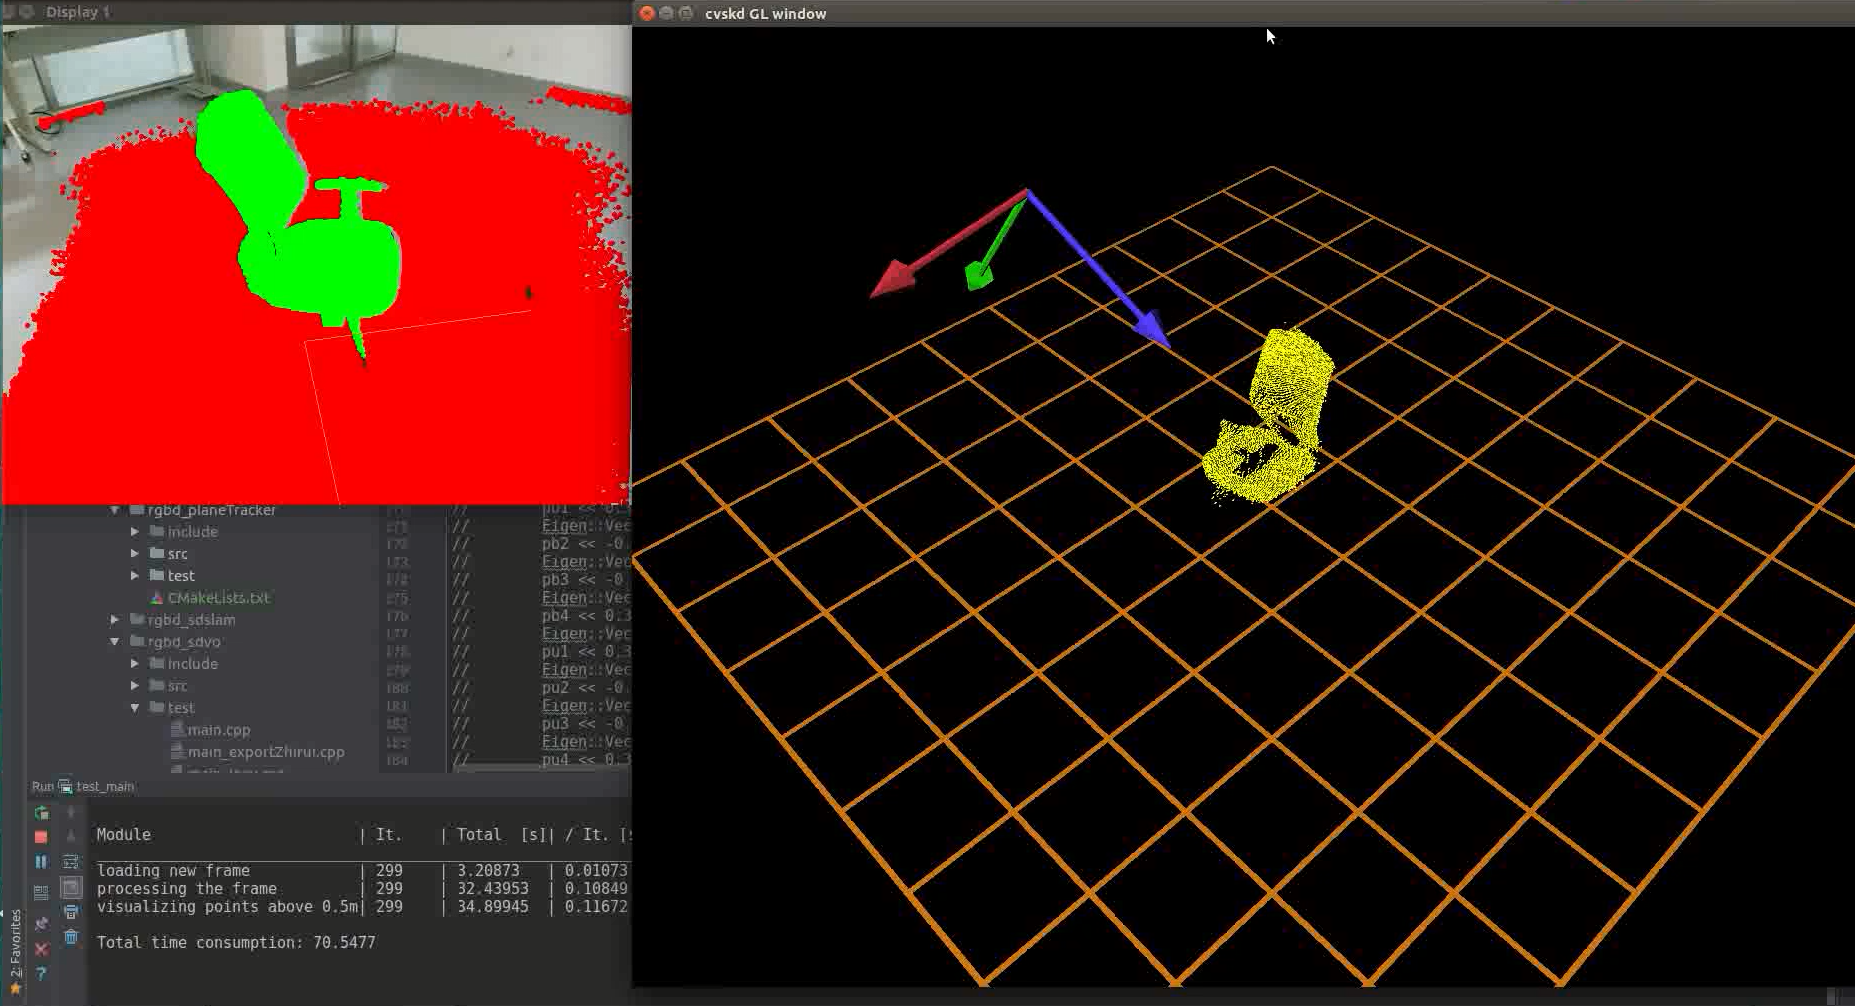 Display 1
cvskd GL window
rgbd_planeTracker
include
src
test
CMakeLists.txt
rgbd_sdslam
rgbd_sdvo
include
src
test
main.cpp
main_exportZhirui.cpp
// Eigen::Vec
// pb2 << -0.
// Eigen::Vec
// pb3 << -0
// Eigen::Vec
// pb4 << 0.3
// Eigen::Vec
// pu1 << 0.3
// Eigen::Vec
// pu2 << -0.
// Eigen::Vec
// pu3 << -0
// Eigen::Vec
// pu4 << 0.3
Run test_main
Module | It. | Total [s]| / It. [s
loading new frame | 299 | 3.20873 | 0.01073
processing the frame | 299 | 32.43953 | 0.10849
visualizing points above 0.5m| 299 | 34.89945 | 0.11672
Total time consumption: 70.5477
2: Favorites